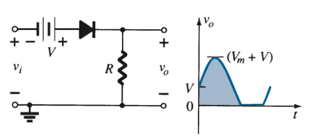 + − + +
V
v_i R v_o
− −
v_o
(V_m + V)
V
0 t